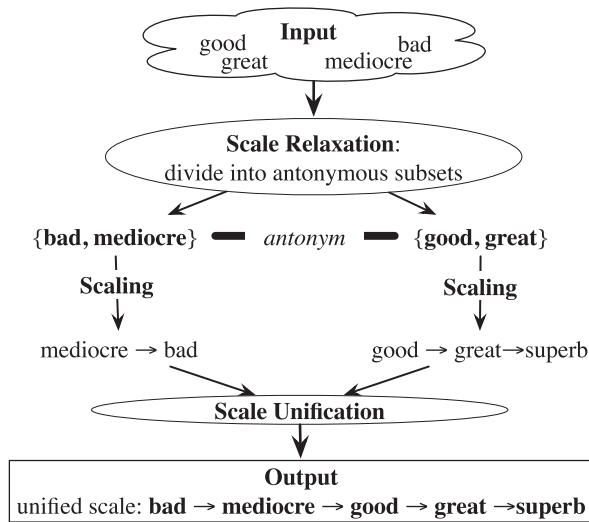 Input
good
bad
great
mediocre
Scale Relaxation:
divide into antonymous subsets
{bad, mediocre} antonym {good, great}
Scaling Scaling
mediocre → bad good → great→superb
Scale Unification
Output
unified scale: bad → mediocre → good → great →superb